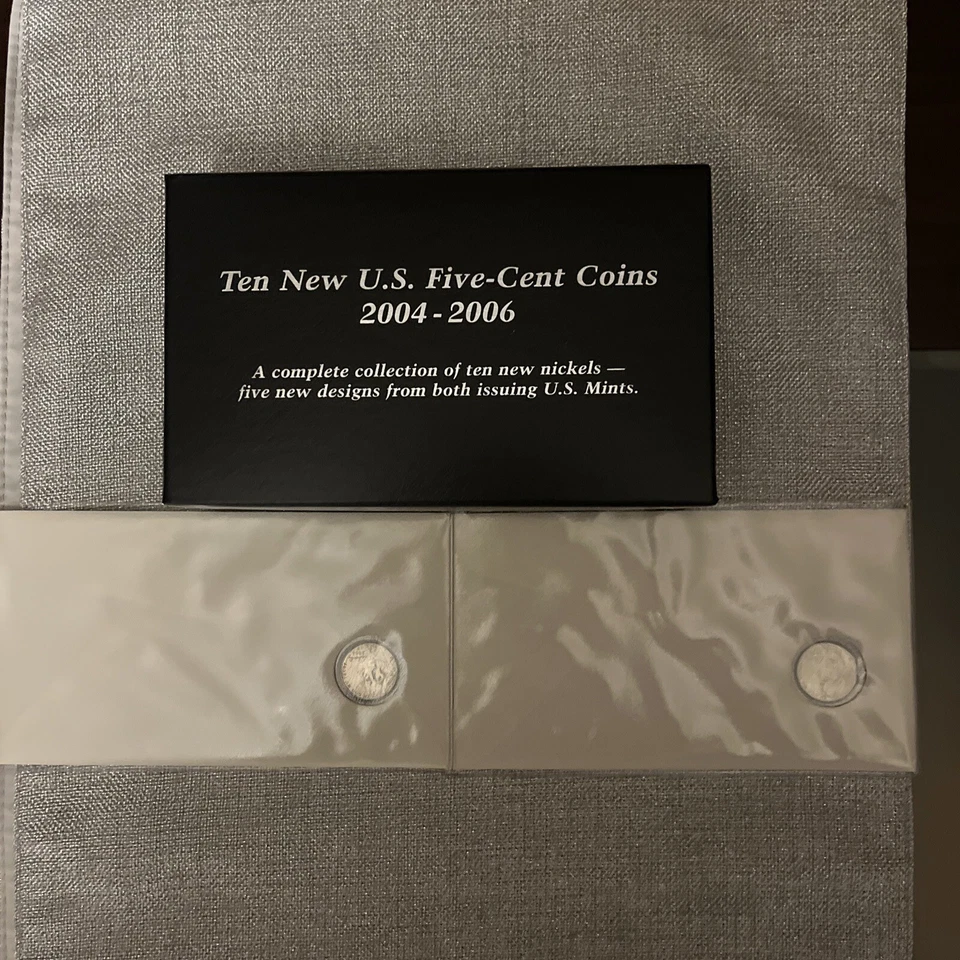 Ten New U.S. Five-Cent Coins
2004-2006
A complete collection of ten new nickels —
five new designs from both issuing U.S. Mints.